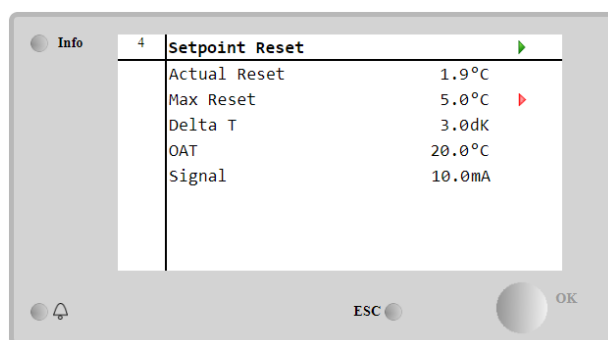 Info
4 Setpoint Reset
Actual Reset 1.9°C
Max Reset 5.0°C
Delta T 3.0dK
OAT 20.0°C
Signal 10.0mA
ESC OK